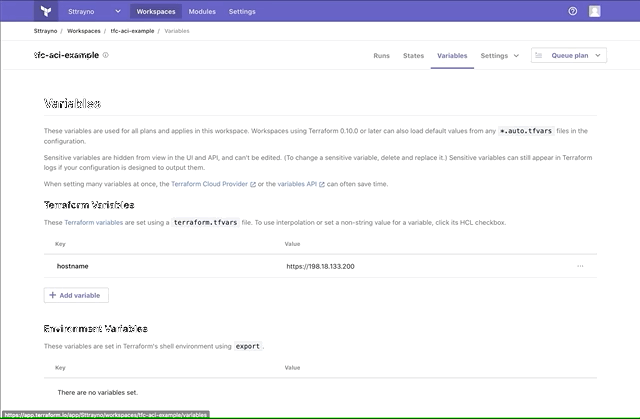 Sttrayno Workspaces Modules Settings
Sttrayno / Workspaces / tfc-aci-example / Variables
tfc-aci-example Runs States Variables Settings Queue plan
Variables
These variables are used for all plans and applies in this workspace. Workspaces using Terraform 0.10.0 or later can also load default values from any *.auto.tfvars files in the
configuration.
Sensitive variables are hidden from view in the UI and API, and can't be edited. (To change a sensitive variable, delete and replace it.) Sensitive variables can still appear in Terraform
logs if your configuration is designed to output them.
When setting many variables at once, the Terraform Cloud Provider or the variables API can often save time.
Terraform Variables
These Terraform variables are set using a terraform.tfvars file. To use interpolation or set a non-string value for a variable, click its HCL checkbox.
Key Value
hostname https://198.18.133.200 ...
+ Add variable
Environment Variables
These variables are set in Terraform's shell environment using export .
Key Value
There are no variables set.
https://app.terraform.io/app/Sttrayno/workspaces/tfc-aci-example/variables